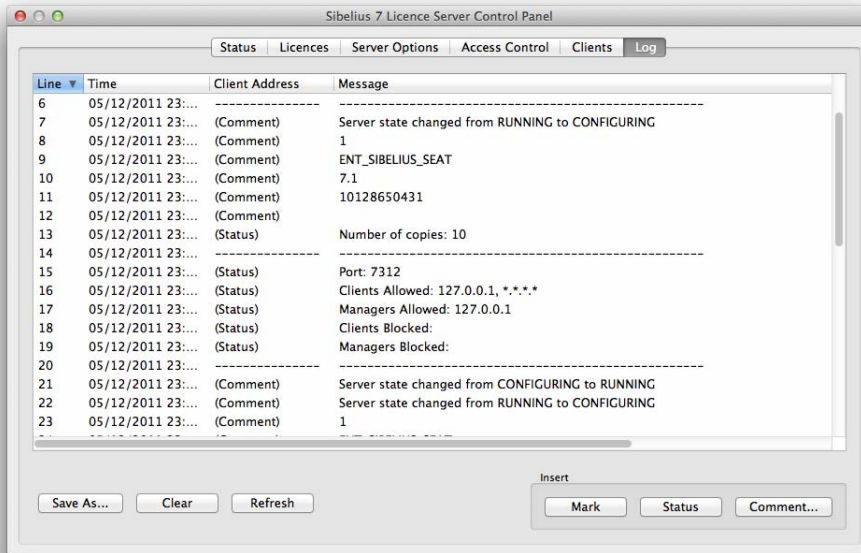 Sibelius 7 Licence Server Control Panel
Status Licences Server Options Access Control Clients Log
Line Time Client Address Message
6 05/12/2011 23:... --------------- ----------------------------------------------------
7 05/12/2011 23:... (Comment) Server state changed from RUNNING to CONFIGURING
8 05/12/2011 23:... (Comment) 1
9 05/12/2011 23:... (Comment) ENT_SIBELIUS_SEAT
10 05/12/2011 23:... (Comment) 7.1
11 05/12/2011 23:... (Comment) 10128650431
12 05/12/2011 23:... (Comment)
13 05/12/2011 23:... (Status) Number of copies: 10
14 05/12/2011 23:... --------------- ----------------------------------------------------
15 05/12/2011 23:... (Status) Port: 7312
16 05/12/2011 23:... (Status) Clients Allowed: 127.0.0.1, *.*.*.*
17 05/12/2011 23:... (Status) Managers Allowed: 127.0.0.1
18 05/12/2011 23:... (Status) Clients Blocked:
19 05/12/2011 23:... (Status) Managers Blocked:
20 05/12/2011 23:... --------------- ----------------------------------------------------
21 05/12/2011 23:... (Comment) Server state changed from CONFIGURING to RUNNING
22 05/12/2011 23:... (Comment) Server state changed from RUNNING to CONFIGURING
23 05/12/2011 23:... (Comment) 1
Insert
Save As... Clear Refresh Mark Status Comment...